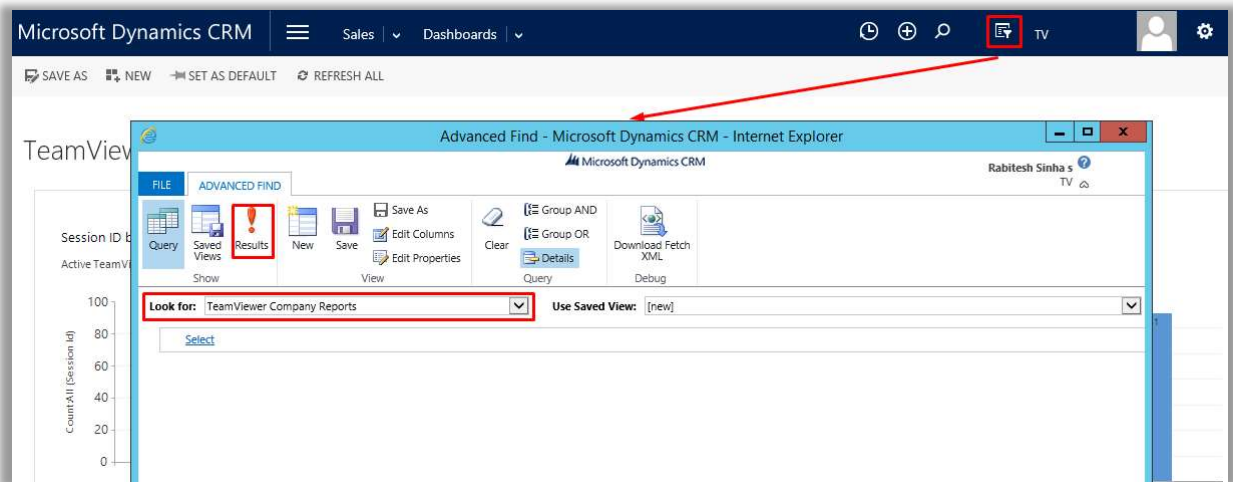 Microsoft Dynamics CRM Sales Dashboards TV
SAVE AS NEW SET AS DEFAULT REFRESH ALL
TeamView
Advanced Find - Microsoft Dynamics CRM - Internet Explorer
Microsoft Dynamics CRM
Rabitesh Sinha s
TV
FILE ADVANCED FIND
Query
Saved Views
Results
New
Save
Save As
Edit Columns
Edit Properties
Clear
Group AND
Group OR
Details
Download Fetch XML
Show View Query Debug
Look for: TeamViewer Company Reports Use Saved View: [new]
Select
Session ID b
Active TeamVi
Count:All (Session Id)
100
80
60
40
20
0